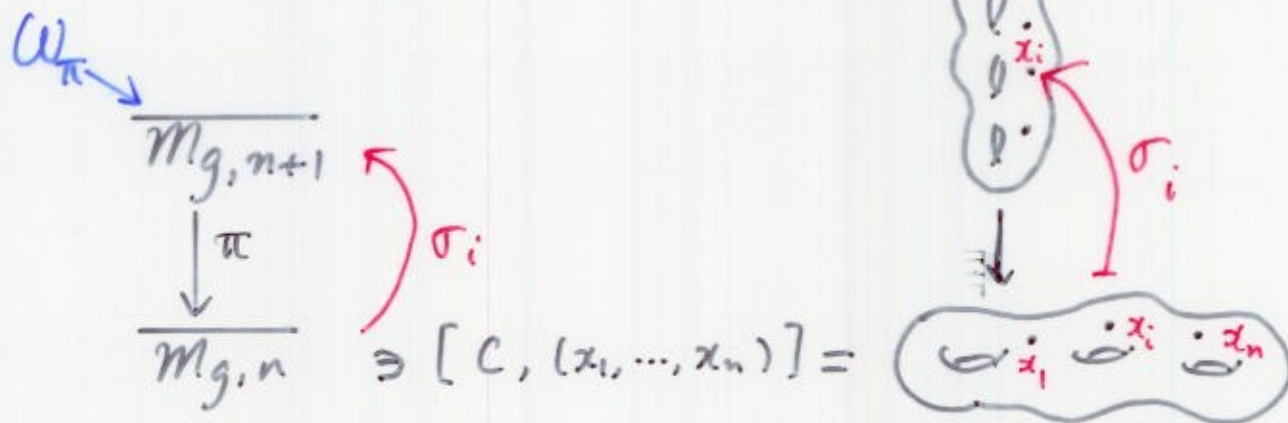 ω_π
x_i
\overline{m}_{g,n+1}
π
σ_i
σ_i
\overline{m}_{g,n} ∋ [C, (x_1, ..., x_n)] =
x_1 x_i x_n